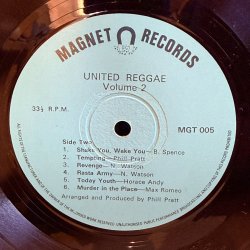 MAGNET RECORDS
UNITED REGGAE
Volume 2
33⅓ R.P.M.
MGT 005
Side Two
1. Shake You, Wake You – B. Spence
2. Tempting – Phill Pratt
3. Revenge – N. Watson
4. Rasta Army – N. Watson
5. Today Youth – Horace Andy
6. Murder in the Place – Max Romeo
Arranged and Produced by Phill Pratt